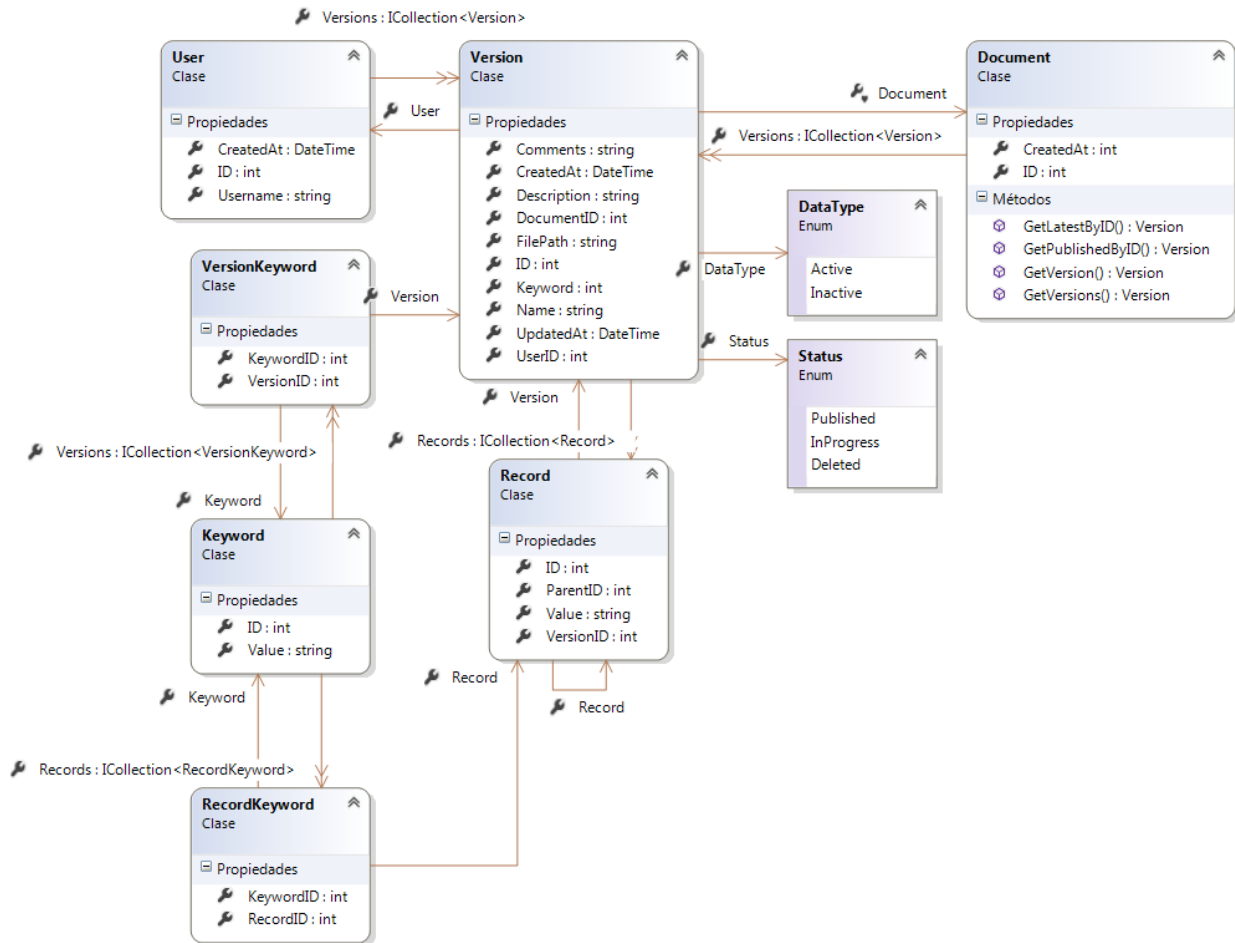 Versions : ICollection<Version>
User
Clase
Propiedades
CreatedAt : DateTime
ID : int
Username : string
User
Version
Clase
Propiedades
Comments : string
CreatedAt : DateTime
Description : string
DocumentID : int
FilePath : string
ID : int
Keyword : int
Name : string
UpdatedAt : DateTime
UserID : int
Document
Versions : ICollection<Version>
Document
Clase
Propiedades
CreatedAt : int
ID : int
Métodos
GetLatestByID() : Version
GetPublishedByID() : Version
GetVersion() : Version
GetVersions() : Version
DataType
DataType
Enum
Active
Inactive
Status
Status
Enum
Published
InProgress
Deleted
VersionKeyword
Clase
Propiedades
KeywordID : int
VersionID : int
Version
Version
Records : ICollection<Record>
Versions : ICollection<VersionKeyword>
Keyword
Keyword
Clase
Propiedades
ID : int
Value : string
Record
Clase
Propiedades
ID : int
ParentID : int
Value : string
VersionID : int
Record
Record
Keyword
Records : ICollection<RecordKeyword>
RecordKeyword
Clase
Propiedades
KeywordID : int
RecordID : int